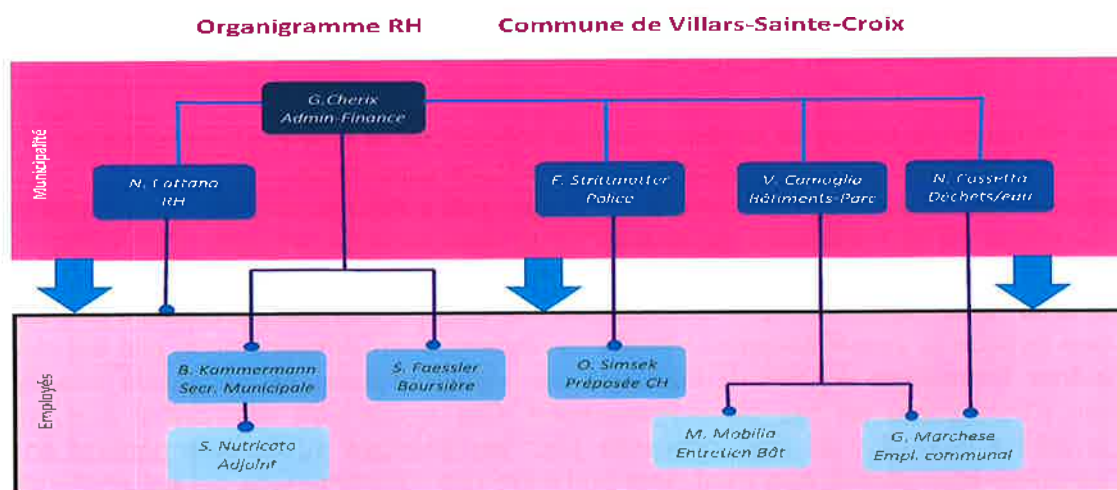 Organigramme RH Commune de Villars-Sainte-Croix
Municipalité
G.Cherix
Admin-Finance
N. Cattano
RH
F. Strittmatter
Police
V. Camoglia
Bâtiments-Parc
N. Cassetta
Déchets/eau
Employés
B. Kammermann
Secr. Municipale
S. Faessler
Boursière
O. Simsek
Préposée CH
S. Nutricato
Adjoint
M. Mobilia
Entretien Bât
G. Marchese
Empl. communal